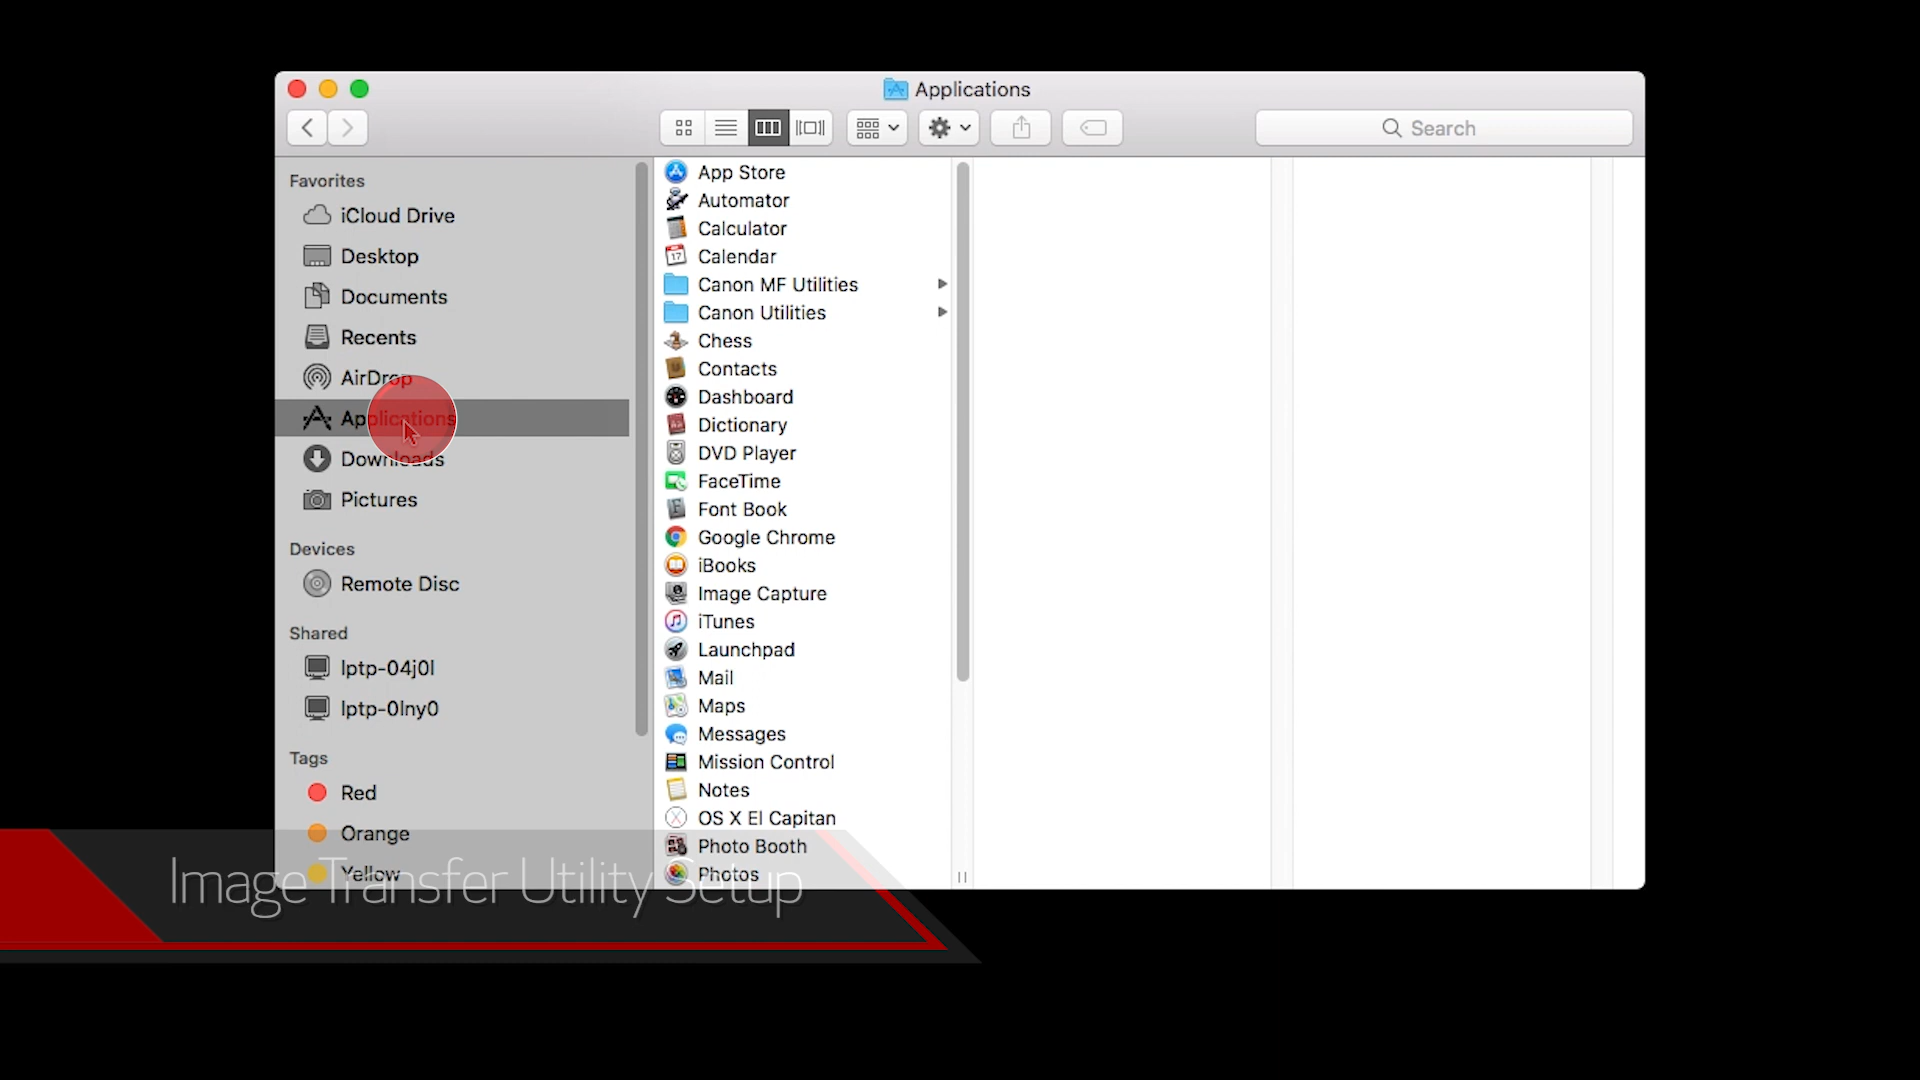 Applications
Search
Favorites
iCloud Drive
Desktop
Documents
Recents
AirDrop
Applications
Downloads
Pictures
Devices
Remote Disc
Shared
lptp-04j0l
lptp-0lny0
Tags
Red
Orange
Yellow
App Store
Automator
Calculator
17
Calendar
Canon MF Utilities
Canon Utilities
Chess
Contacts
Dashboard
Dictionary
DVD Player
FaceTime
Font Book
Google Chrome
iBooks
Image Capture
iTunes
Launchpad
Mail
Maps
Messages
Mission Control
Notes
OS X El Capitan
Photo Booth
Photos
Image Transfer Utility Setup